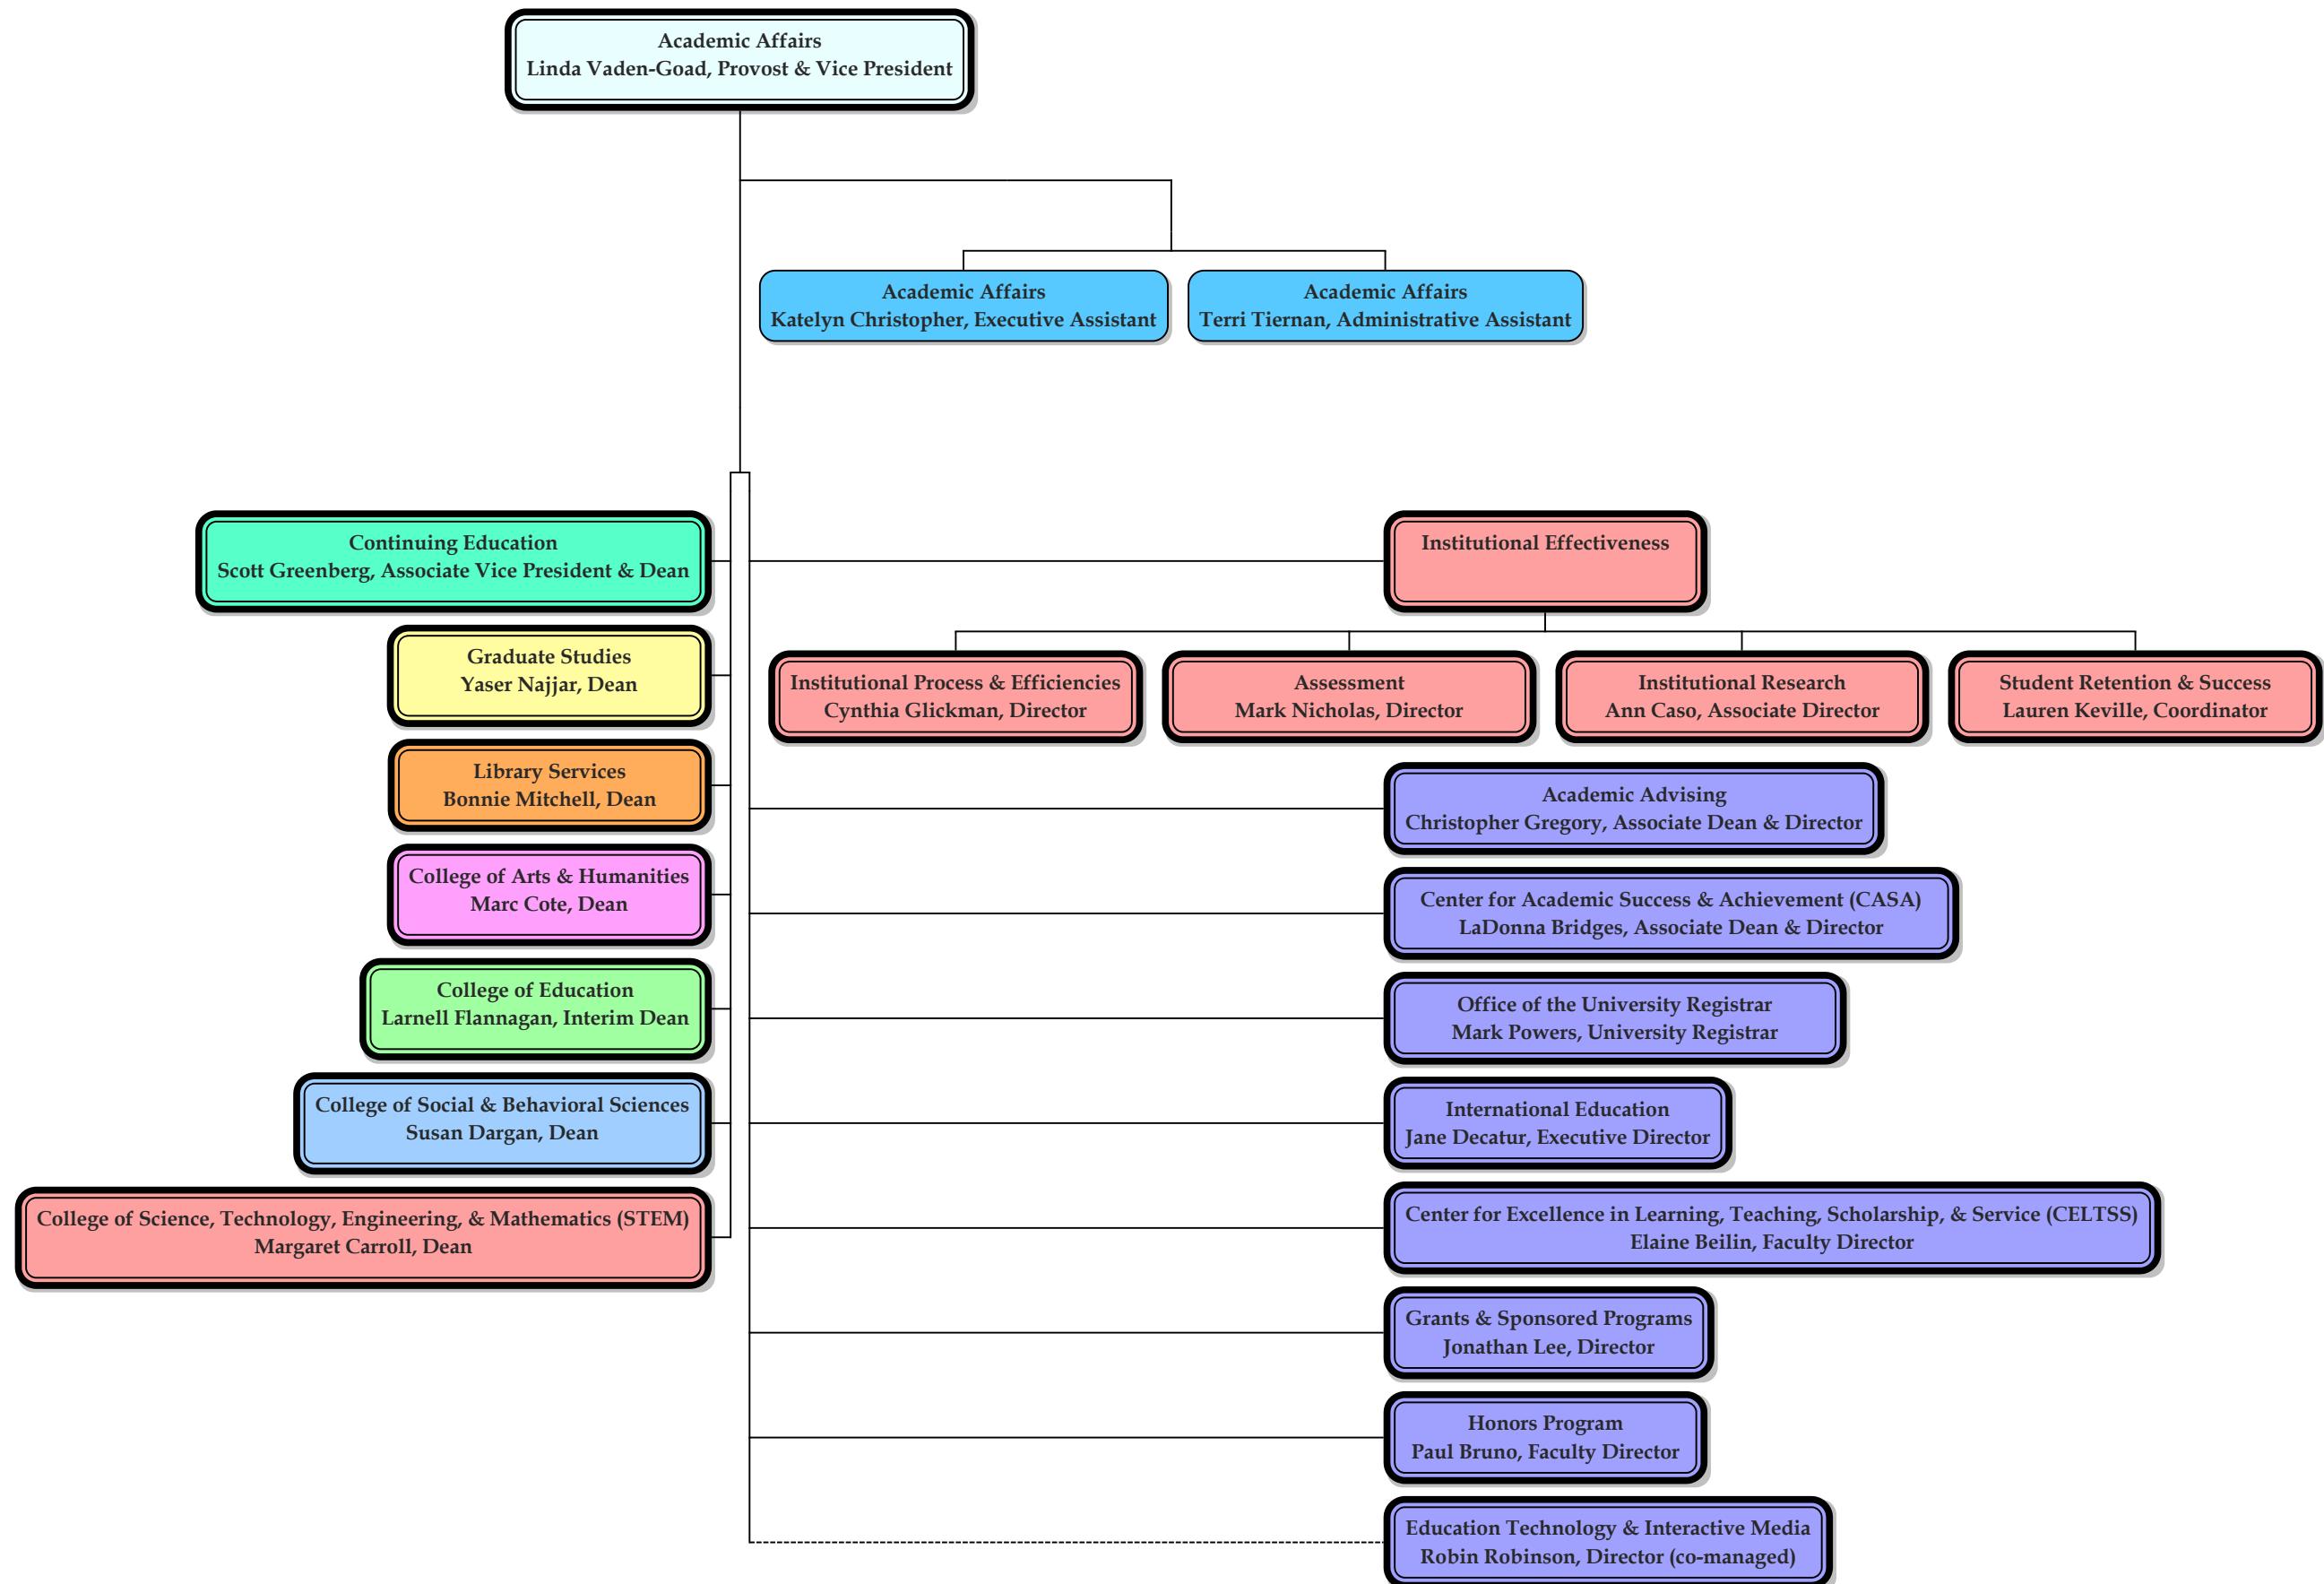 Academic Affairs
Linda Vaden-Goad, Provost & Vice President
Academic Affairs
Katelyn Christopher, Executive Assistant
Academic Affairs
Terri Tiernan, Administrative Assistant
Continuing Education
Scott Greenberg, Associate Vice President & Dean
Graduate Studies
Yaser Najjar, Dean
Library Services
Bonnie Mitchell, Dean
College of Arts & Humanities
Marc Cote, Dean
College of Education
Larnell Flannagan, Interim Dean
College of Social & Behavioral Sciences
Susan Dargan, Dean
College of Science, Technology, Engineering, & Mathematics (STEM)
Margaret Carroll, Dean
Institutional Effectiveness
Institutional Process & Efficiencies
Cynthia Glickman, Director
Assessment
Mark Nicholas, Director
Institutional Research
Ann Caso, Associate Director
Student Retention & Success
Lauren Keville, Coordinator
Academic Advising
Christopher Gregory, Associate Dean & Director
Center for Academic Success & Achievement (CASA)
LaDonna Bridges, Associate Dean & Director
Office of the University Registrar
Mark Powers, University Registrar
International Education
Jane Decatur, Executive Director
Center for Excellence in Learning, Teaching, Scholarship, & Service (CELTSS)
Elaine Beilin, Faculty Director
Grants & Sponsored Programs
Jonathan Lee, Director
Honors Program
Paul Bruno, Faculty Director
Education Technology & Interactive Media
Robin Robinson, Director (co-managed)